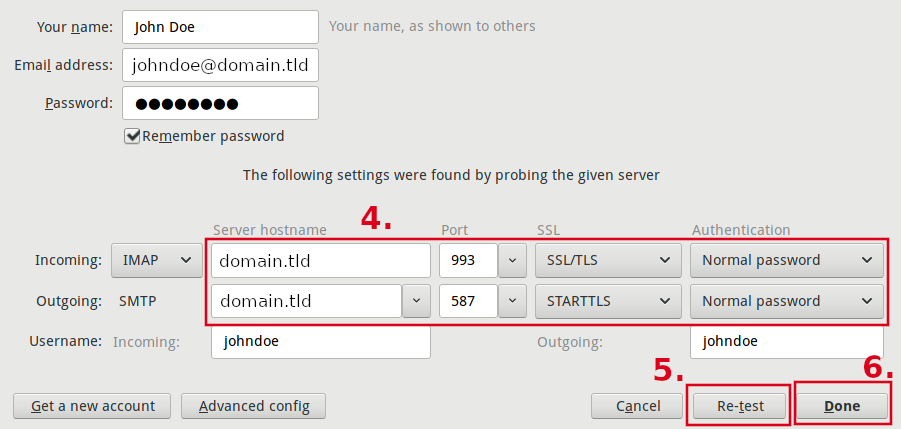 Your name: John Doe Your name, as shown to others
Email address: johndoe@domain.tld
Password: ●●●●●●●●
Remember password
The following settings were found by probing the given server
4.
Server hostname Port SSL Authentication
Incoming: IMAP domain.tld 993 SSL/TLS Normal password
Outgoing: SMTP domain.tld 587 STARTTLS Normal password
Username: Incoming: johndoe Outgoing: johndoe
5. 6.
Get a new account Advanced config Cancel Re-test Done